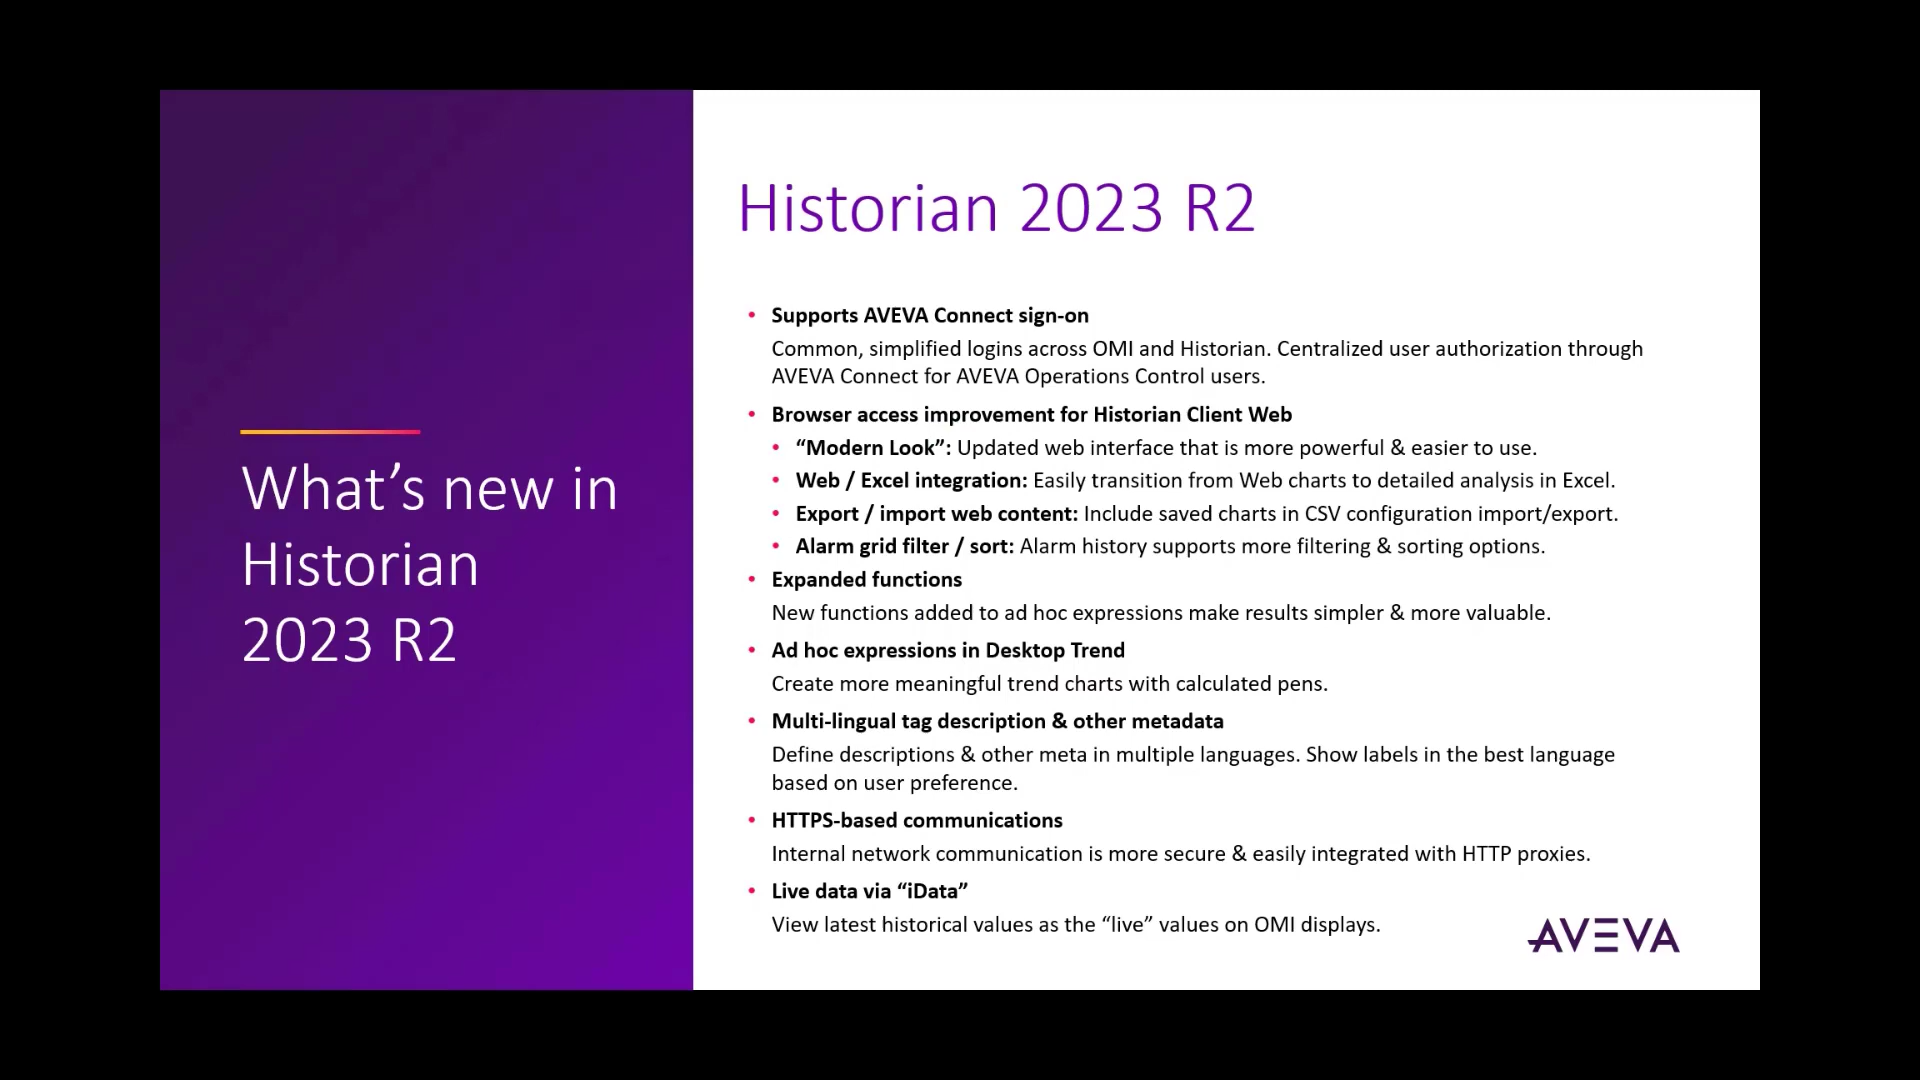 What’s new in
Historian
2023 R2
Historian 2023 R2
• Supports AVEVA Connect sign-on
Common, simplified logins across OMI and Historian. Centralized user authorization through
AVEVA Connect for AVEVA Operations Control users.
• Browser access improvement for Historian Client Web
• “Modern Look”: Updated web interface that is more powerful & easier to use.
• Web / Excel integration: Easily transition from Web charts to detailed analysis in Excel.
• Export / import web content: Include saved charts in CSV configuration import/export.
• Alarm grid filter / sort: Alarm history supports more filtering & sorting options.
• Expanded functions
New functions added to ad hoc expressions make results simpler & more valuable.
• Ad hoc expressions in Desktop Trend
Create more meaningful trend charts with calculated pens.
• Multi-lingual tag description & other metadata
Define descriptions & other meta in multiple languages. Show labels in the best language
based on user preference.
• HTTPS-based communications
Internal network communication is more secure & easily integrated with HTTP proxies.
• Live data via “iData”
View latest historical values as the “live” values on OMI displays.
AVEVA